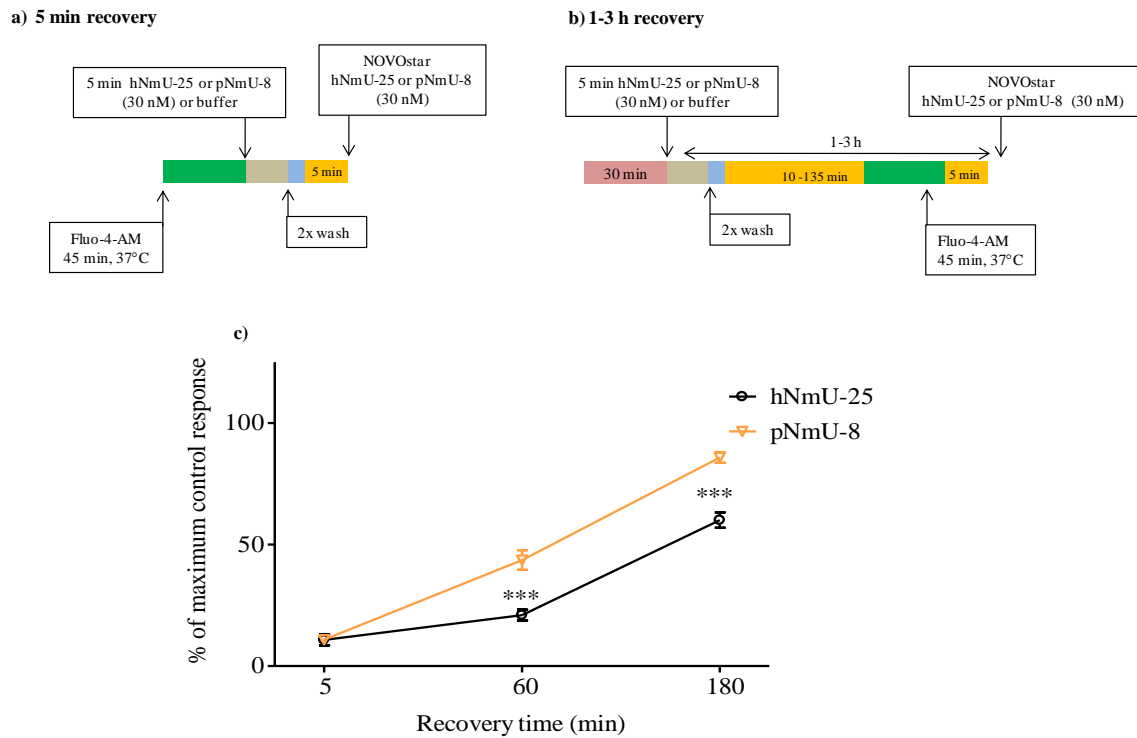 a) 5 min recovery
5 min hNmU-25 or pNmU-8
(30 nM) or buffer
NOVOstar
hNmU-25 or pNmU-8
(30 nM)
5 min
Fluo-4-AM
45 min, 37°C
2x wash
b) 1-3 h recovery
5 min hNmU-25 or pNmU-8
(30 nM) or buffer
NOVOstar
hNmU-25 or pNmU-8 (30 nM)
1-3 h
30 min
10 -135 min
5 min
2x wash
Fluo-4-AM
45 min, 37°C
c)
% of maximum control response
100
50
0
hNmU-25
pNmU-8
***
***
5
60
180
Recovery time (min)